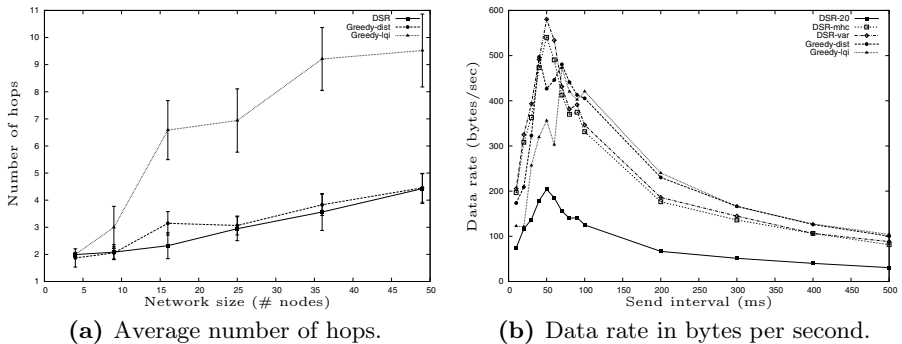 DSR
Greedy-dist
Greedy-lqi
Number of hops
11
10
9
8
7
6
5
4
3
2
1
0 5 10 15 20 25 30 35 40 45 50
Network size (# nodes)
(a) Average number of hops.
DSR-20
DSR-mhc
DSR-var
Greedy-dist
Greedy-lqi
Data rate (bytes/sec)
600
500
400
300
200
100
0
0 50 100 150 200 250 300 350 400 450 500
Send interval (ms)
(b) Data rate in bytes per second.